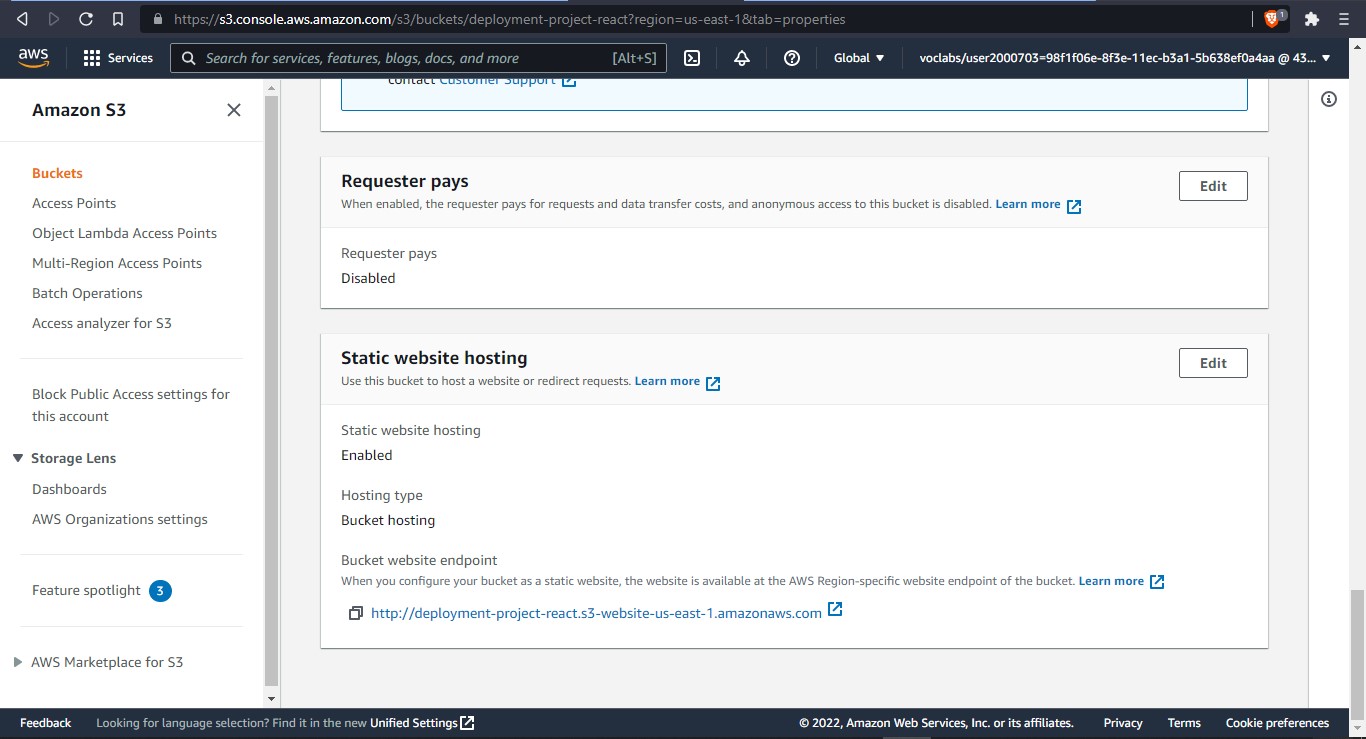 https://s3.console.aws.amazon.com/s3/buckets/deployment-project-react?region=us-east-1&tab=properties
1
aws
Services
Search for services, features, blogs, docs, and more
[Alt+S]
Global
voclabs/user2000703=98f1f06e-8f3e-11ec-b3a1-5b638ef0a4aa @ 43...
Amazon S3
Buckets
Access Points
Object Lambda Access Points
Multi-Region Access Points
Batch Operations
Access analyzer for S3
Block Public Access settings for
this account
Storage Lens
Dashboards
AWS Organizations settings
Feature spotlight 3
AWS Marketplace for S3
contact Customer Support
Requester pays
Edit
When enabled, the requester pays for requests and data transfer costs, and anonymous access to this bucket is disabled. Learn more
Requester pays
Disabled
Static website hosting
Edit
Use this bucket to host a website or redirect requests. Learn more
Static website hosting
Enabled
Hosting type
Bucket hosting
Bucket website endpoint
When you configure your bucket as a static website, the website is available at the AWS Region-specific website endpoint of the bucket. Learn more
http://deployment-project-react.s3-website-us-east-1.amazonaws.com
Feedback
Looking for language selection? Find it in the new Unified Settings
© 2022, Amazon Web Services, Inc. or its affiliates.
Privacy
Terms
Cookie preferences